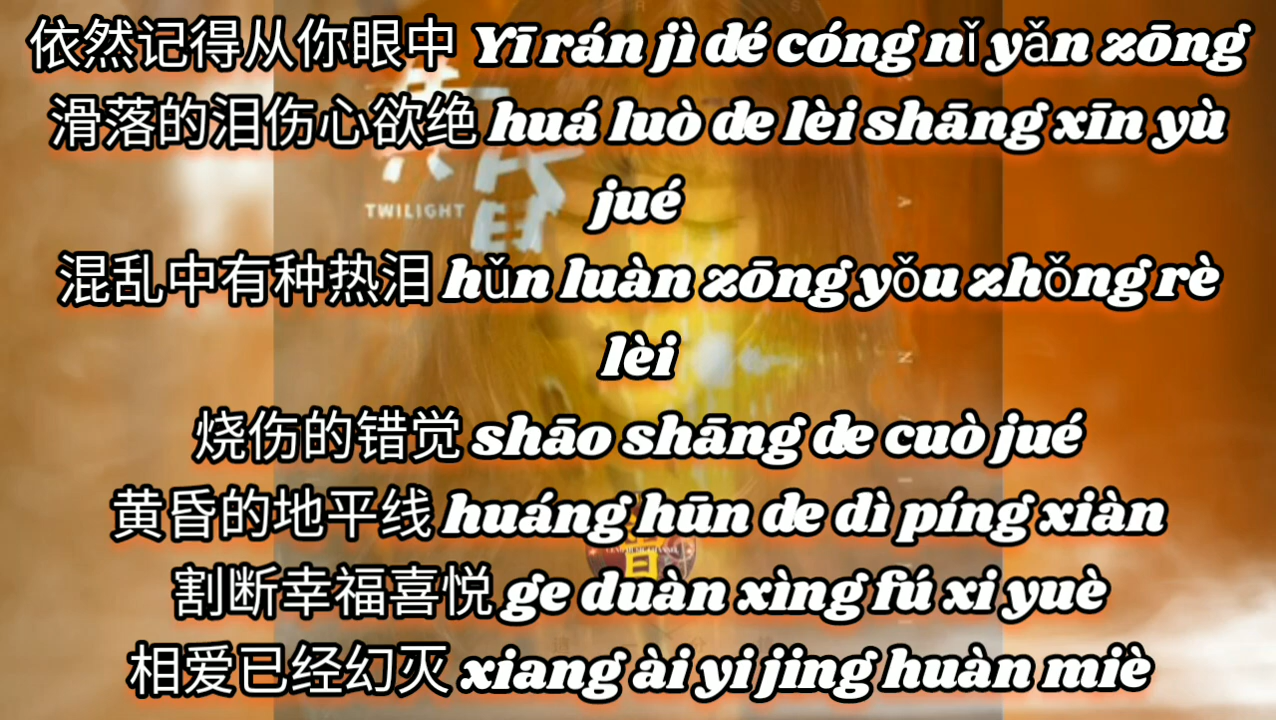 依然记得从你眼中 Yī rán jì dé cóng nǐ yǎn zōng
滑落的泪伤心欲绝 huá luò de lèi shāng xīn yù
jué
混乱中有种热泪 hǔn luàn zōng yǒu zhǒng rè
lèi
烧伤的错觉 shāo shāng de cuò jué
黄昏的地平线 huáng hūn de dì píng xiàn
割断幸福喜悦 ge duàn xìng fú xi yuè
相爱已经幻灭 xiang ài yi jing huàn miè
黄昏
TWILIGHT